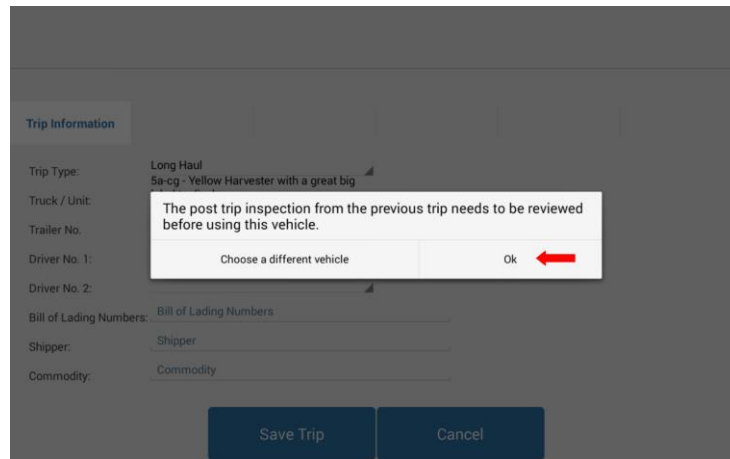 Trip Information
Trip Type:
Long Haul
5a-cg - Yellow Harvester with a great big
Truck / Unit:
Trailer No.
The post trip inspection from the previous trip needs to be reviewed
before using this vehicle.
Driver No. 1:
Choose a different vehicle
Ok
Driver No. 2:
Bill of Lading Numbers: Bill of Lading Numbers
Shipper: Shipper
Commodity: Commodity
Save Trip
Cancel